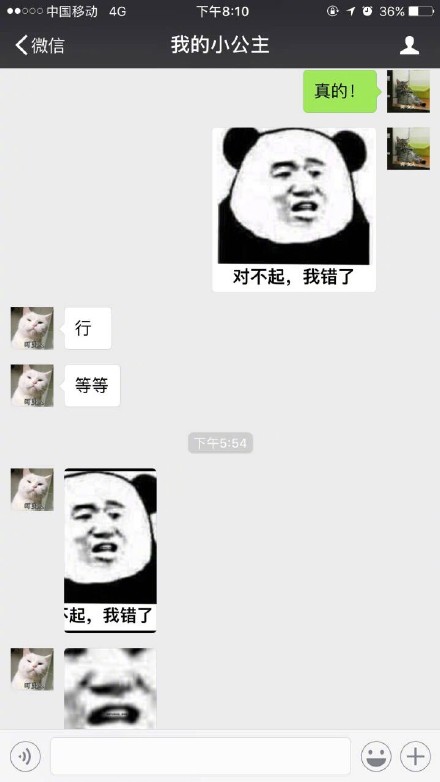 中国移动 4G 下午8:10 36%
微信 我的小公主
真的！
对不起，我错了
行
等等
下午5:54
不起，我错了